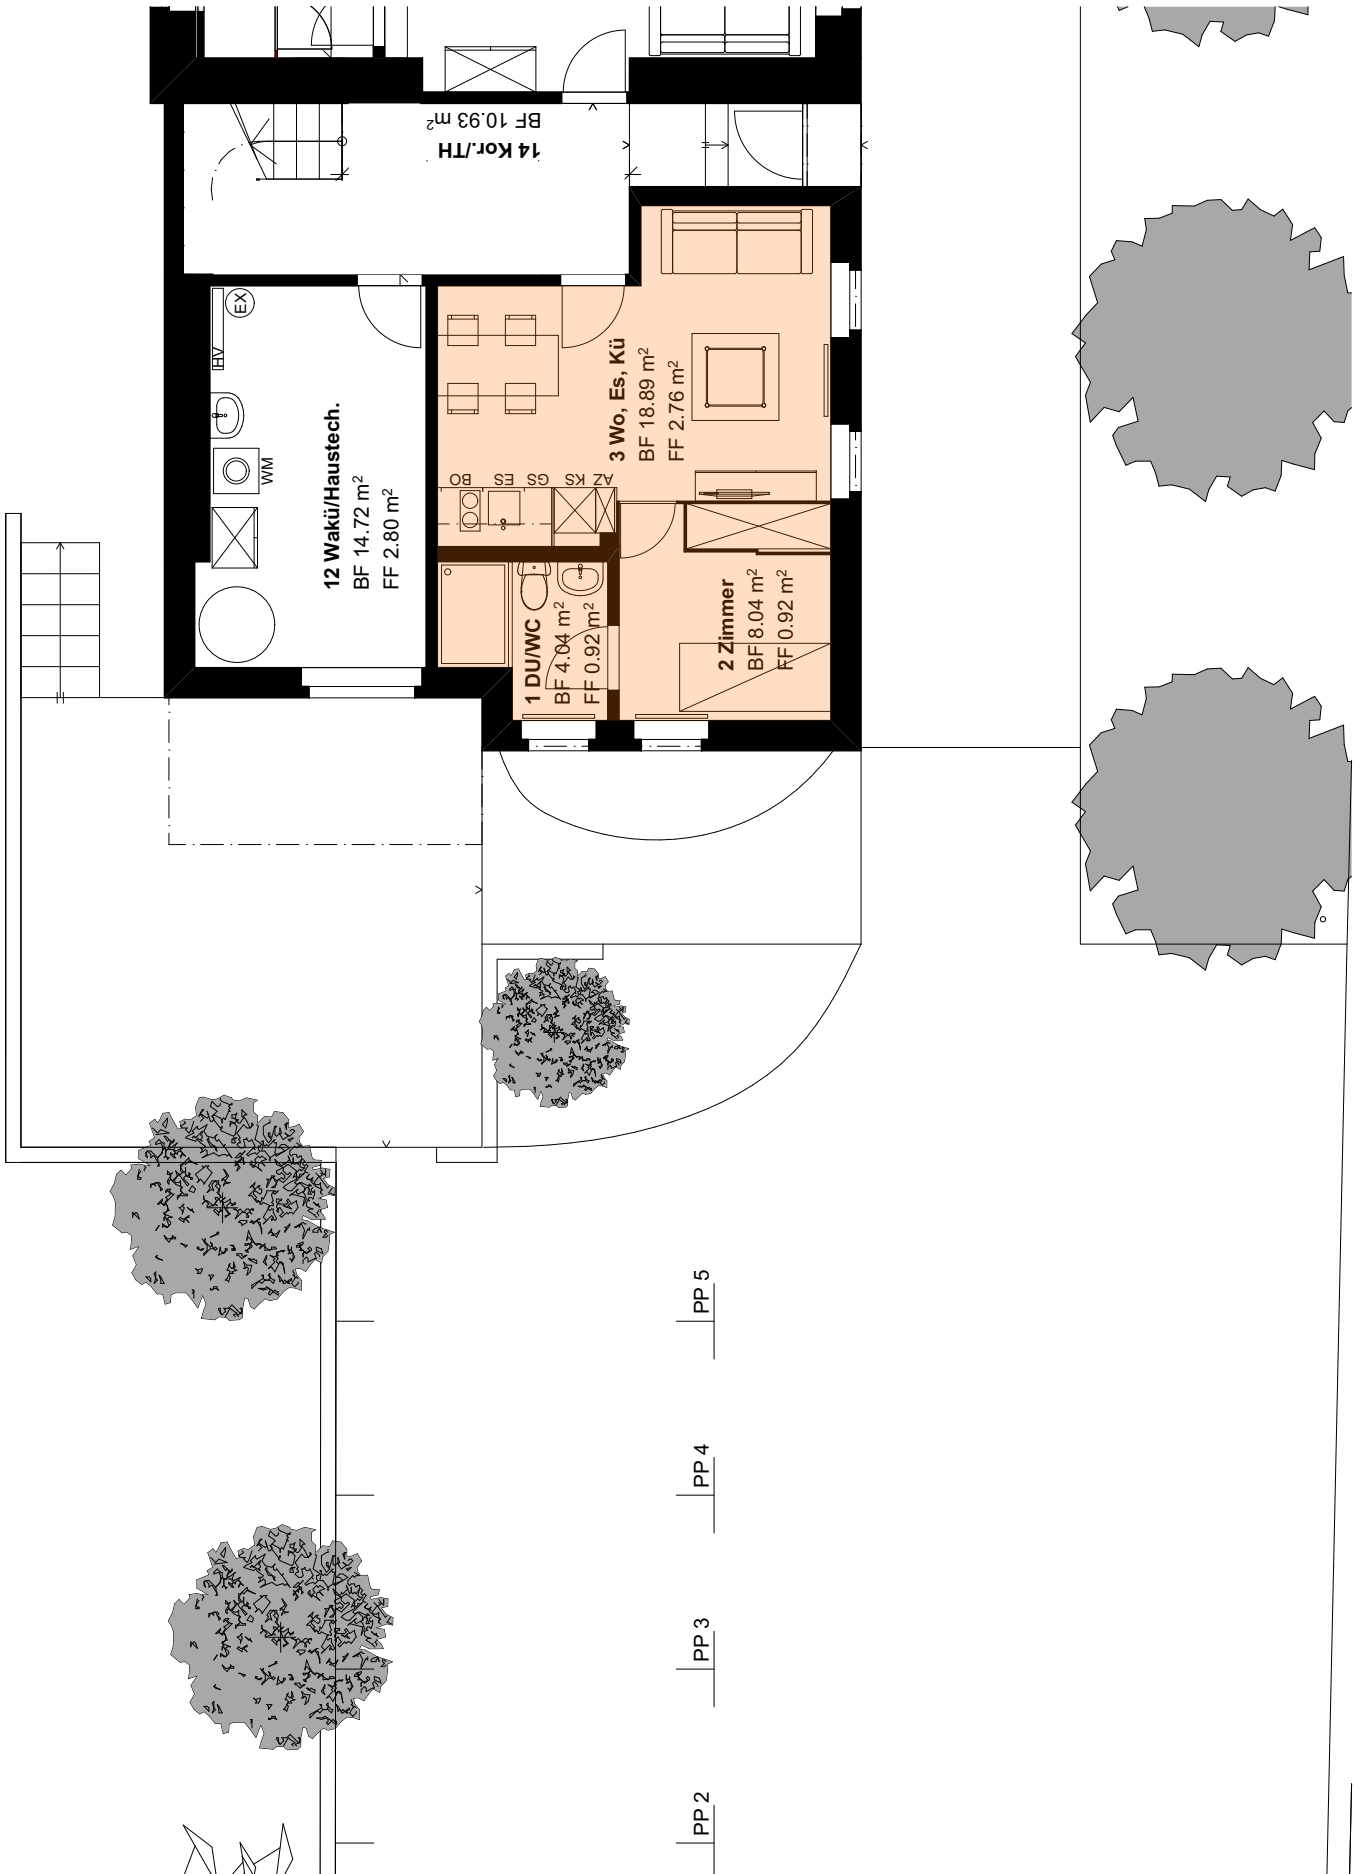 14 Kor./TH
BF 10.93 m²
EX
HV
WM
12 Wakü/Haustech.
BF 14.72 m²
FF 2.80 m²
3 Wo, Es, Kü
BF 18.89 m²
FF 2.76 m²
BO
ES
GS
KS
AZ
1 DU/WC
BF 4.04 m²
FF 0.92 m²
2 Zimmer
BF 8.04 m²
FF 0.92 m²
PP 5
PP 4
PP 3
PP 2